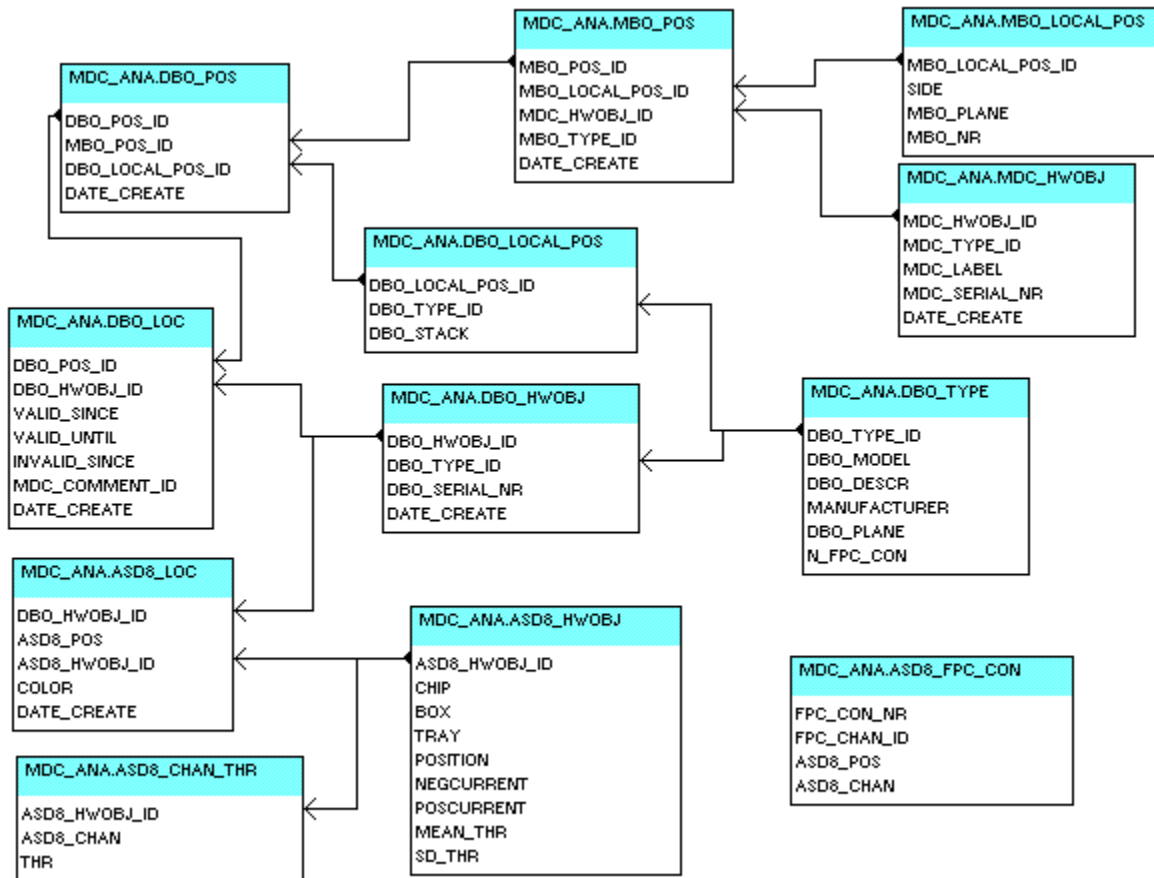 MDC_ANA.DBO_POS
DBO_POS_ID
MBO_POS_ID
DBO_LOCAL_POS_ID
DATE_CREATE
MDC_ANA.MBO_POS
MBO_POS_ID
MBO_LOCAL_POS_ID
MDC_HWOBJ_ID
MBO_TYPE_ID
DATE_CREATE
MDC_ANA.MBO_LOCAL_POS
MBO_LOCAL_POS_ID
SIDE
MBO_PLANE
MBO_NR
MDC_ANA.MDC_HWOBJ
MDC_HWOBJ_ID
MDC_TYPE_ID
MDC_LABEL
MDC_SERIAL_NR
DATE_CREATE
MDC_ANA.DBO_LOCAL_POS
DBO_LOCAL_POS_ID
DBO_TYPE_ID
DBO_STACK
MDC_ANA.DBO_LOC
DBO_POS_ID
DBO_HWOBJ_ID
VALID_SINCE
VALID_UNTIL
INVALID_SINCE
MDC_COMMENT_ID
DATE_CREATE
MDC_ANA.DBO_HWOBJ
DBO_HWOBJ_ID
DBO_TYPE_ID
DBO_SERIAL_NR
DATE_CREATE
MDC_ANA.DBO_TYPE
DBO_TYPE_ID
DBO_MODEL
DBO_DESCR
MANUFACTURER
DBO_PLANE
N_FPC_CON
MDC_ANA.ASD8_LOC
DBO_HWOBJ_ID
ASD8_POS
ASD8_HWOBJ_ID
COLOR
DATE_CREATE
MDC_ANA.ASD8_HWOBJ
ASD8_HWOBJ_ID
CHIP
BOX
TRAY
POSITION
NEGCURRENT
POSCURRENT
MEAN_THR
SD_THR
MDC_ANA.ASD8_FPC_CON
FPC_CON_NR
FPC_CHAN_ID
ASD8_POS
ASD8_CHAN
MDC_ANA.ASD8_CHAN_THR
ASD8_HWOBJ_ID
ASD8_CHAN
THR